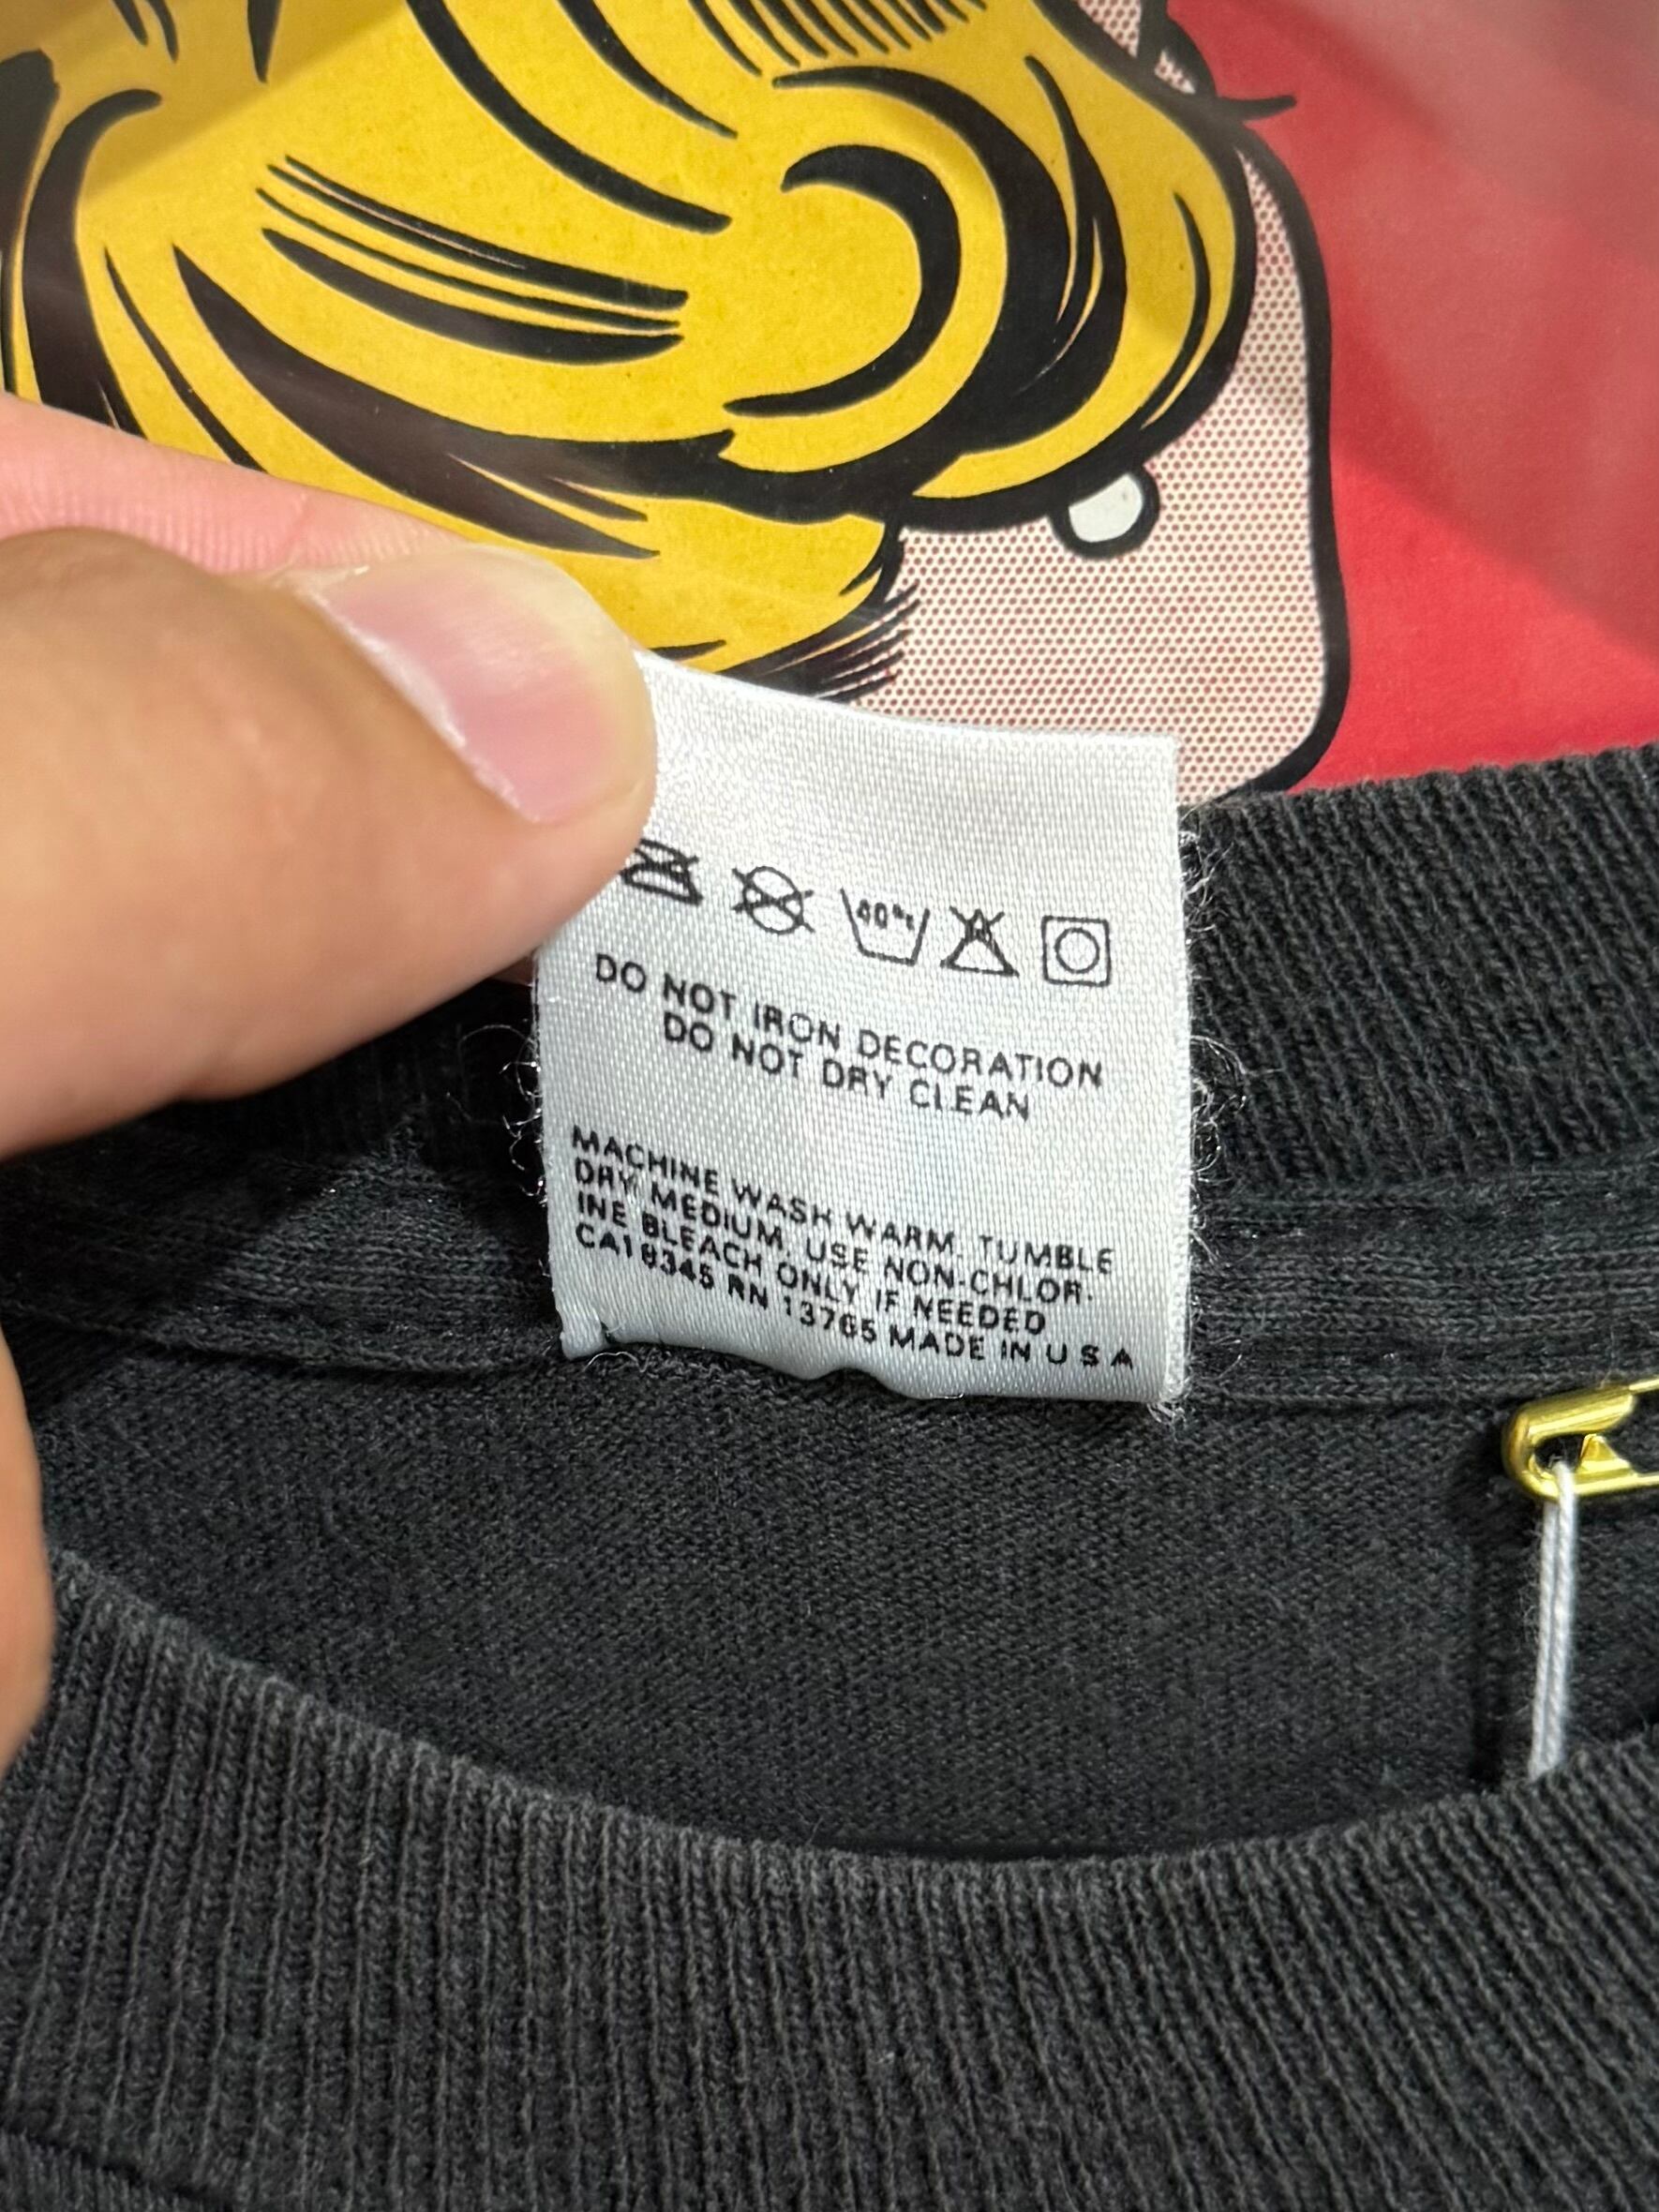 40°C
DO NOT IRON DECORATION
DO NOT DRY CLEAN
MACHINE WASH WARM. TUMBLE
DRY, MEDIUM. USE NON-CHLOR-
INE BLEACH ONLY IF NEEDED
CA18345 RN 13765 MADE IN U S A